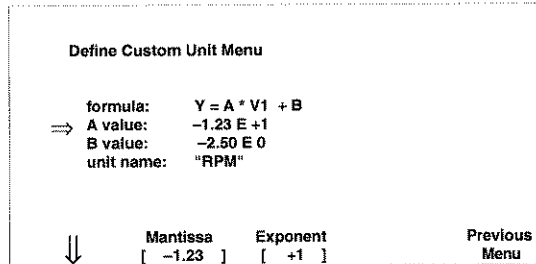 Define Custom Unit Menu
formula: Y = A * V1 + B
⇒ A value: –1.23 E +1
B value: –2.50 E 0
unit name: "RPM"
⇓ Mantissa Exponent Previous
[ –1.23 ] [ +1 ] Menu